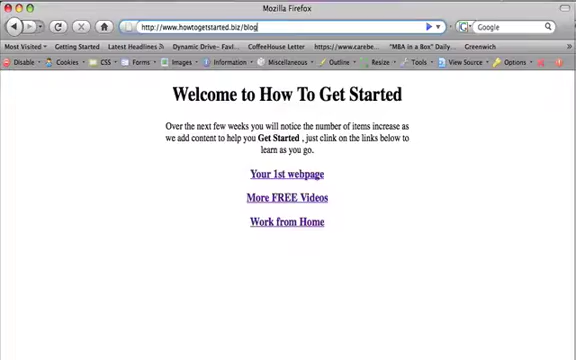 Mozilla Firefox
http://www.howtogetstarted.biz/blog
Google
Most Visited Getting Started Latest Headlines Dynamic Drive- Faxl... CoffeeHouse Letter https://www.carebe... "MBA in a Box" Daily... Greenwich
Disable Cookies CSS Forms Images Information Miscellaneous Outline Resize Tools View Source Options
Welcome to How To Get Started
Over the next few weeks you will notice the number of items increase as
we add content to help you Get Started , just clink on the links below to
learn as you go.
Your 1st webpage
More FREE Videos
Work from Home